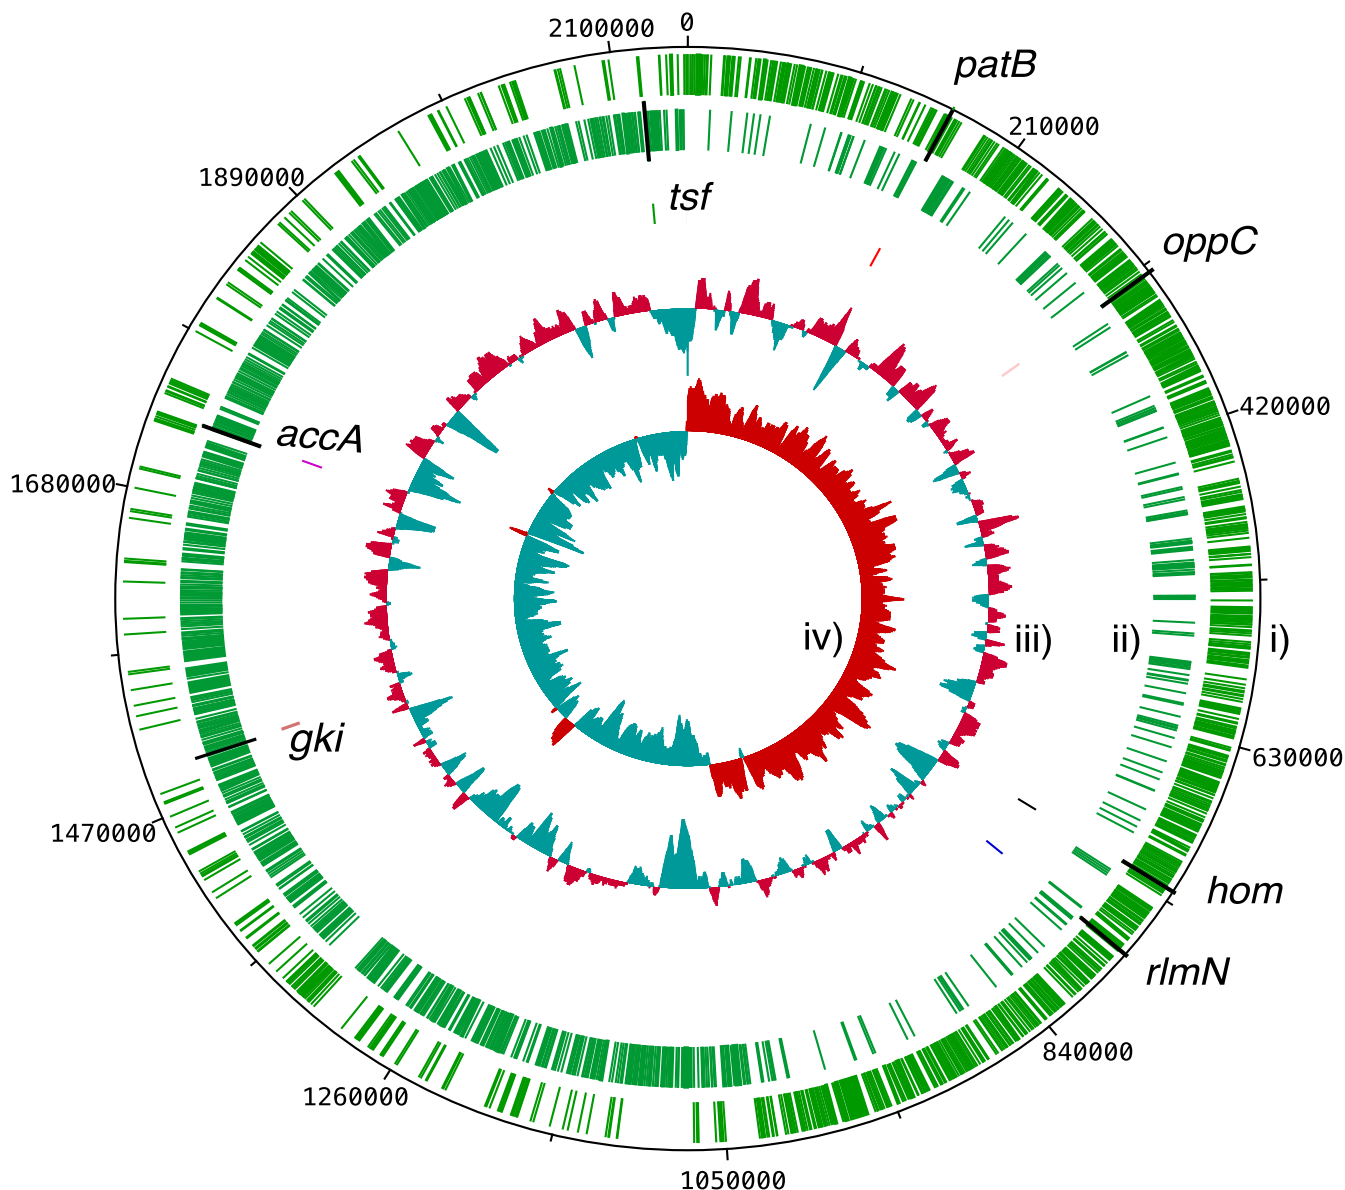 2100000
0
patB
210000
1890000
tsf
oppC
420000
accA
1680000
iv)
iii)
ii)
i)
gki
630000
1470000
hom
rlmN
840000
1260000
1050000